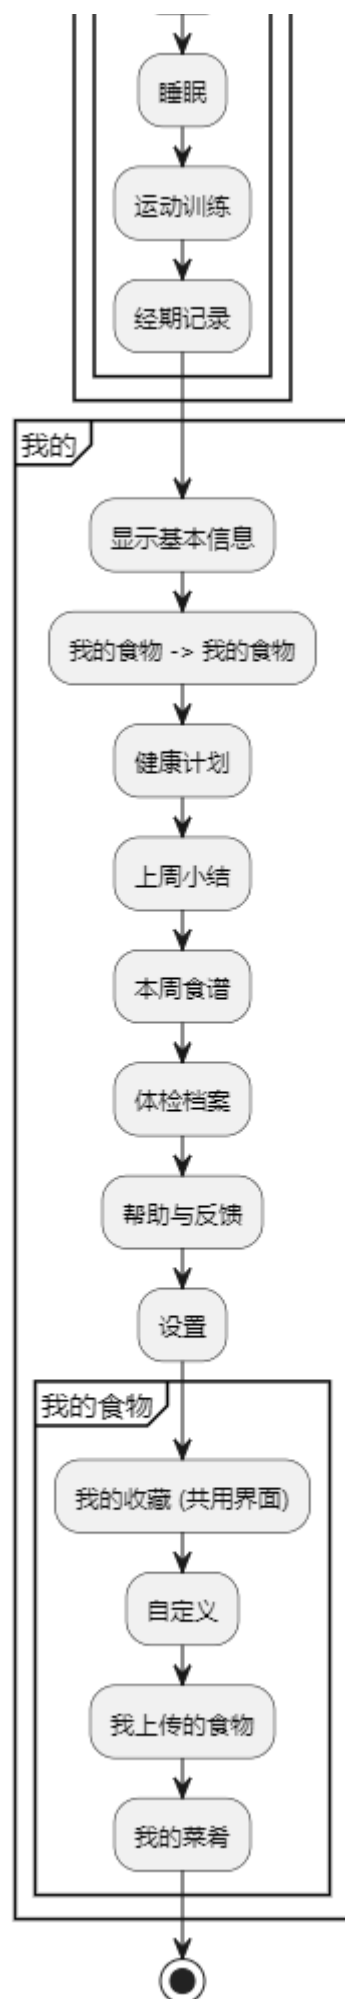 睡眠
运动训练
经期记录
我的
显示基本信息
我的食物 -> 我的食物
健康计划
上周小结
本周食谱
体检档案
帮助与反馈
设置
我的食物
我的收藏 (共用界面)
自定义
我上传的食物
我的菜肴